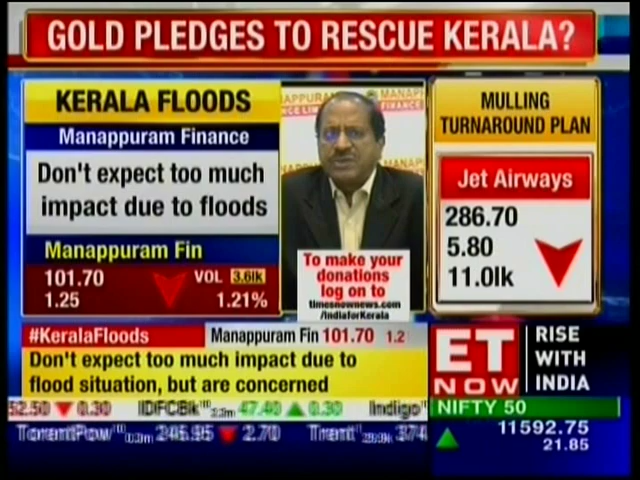 GOLD PLEDGES TO RESCUE KERALA?
KERALA FLOODS
Manappuram Finance
Don't expect too much
impact due to floods
Manappuram Fin
101.70
VOL 3.6lk
1.25
1.21%
MANAPPURAM
FINANCE
To make your
donations
log on to
timesnownews.com
/IndiaforKerala
MULLING
TURNAROUND PLAN
Jet Airways
286.70
5.80
11.0lk
#KeralaFloods
Manappuram Fin 101.70 1.2
Don't expect too much impact due to
flood situation, but are concerned
ET
NOW
RISE
WITH
INDIA
52.50 0.30 IDFCBk 47.40 0.30 Indigo
TorentPow 245.95 2.70 Trent 374
NIFTY 50
11592.75
21.85